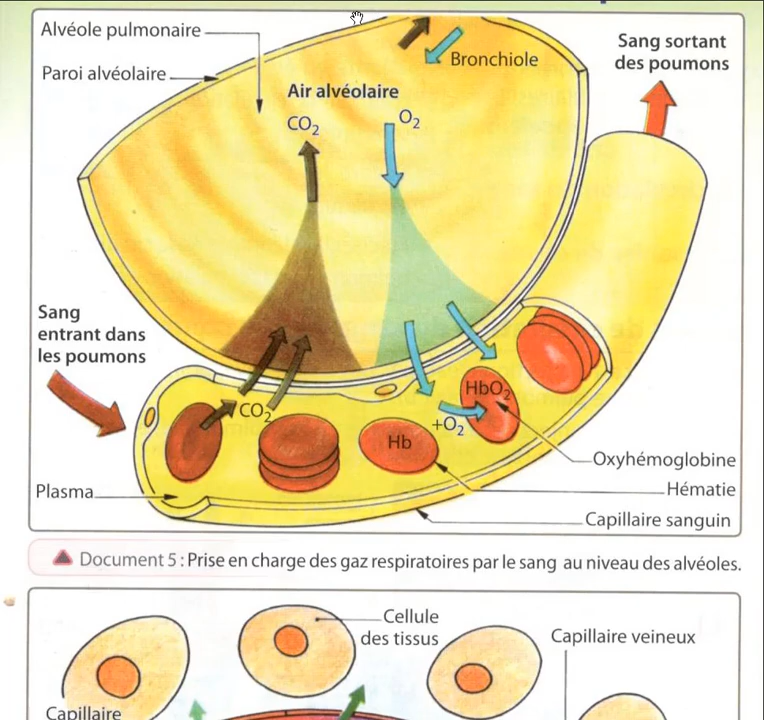 Alvéole pulmonaire
Paroi alvéolaire
Bronchiole
Sang sortant
des poumons
Air alvéolaire
CO₂
O₂
Sang
entrant dans
les poumons
CO₂
HbO₂
+O₂
Hb
Oxyhémoglobine
Plasma
Hématie
Capillaire sanguin
Document 5 : Prise en charge des gaz respiratoires par le sang au niveau des alvéoles.
Cellule
des tissus
Capillaire veineux
Capillaire